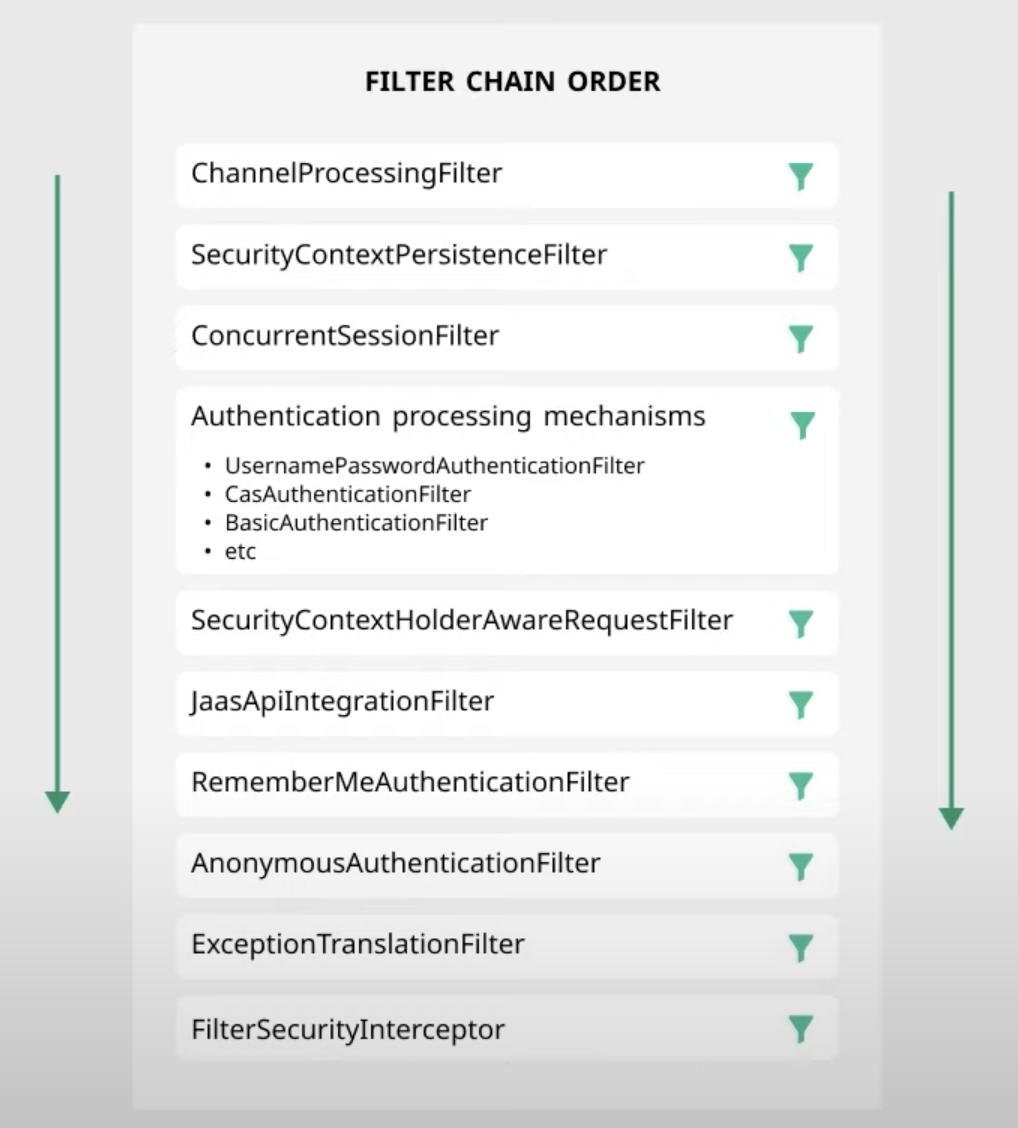 FILTER CHAIN ORDER
ChannelProcessingFilter
SecurityContextPersistenceFilter
ConcurrentSessionFilter
Authentication processing mechanisms
• UsernamePasswordAuthenticationFilter
• CasAuthenticationFilter
• BasicAuthenticationFilter
• etc
SecurityContextHolderAwareRequestFilter
JaasApiIntegrationFilter
RememberMeAuthenticationFilter
AnonymousAuthenticationFilter
ExceptionTranslationFilter
FilterSecurityInterceptor